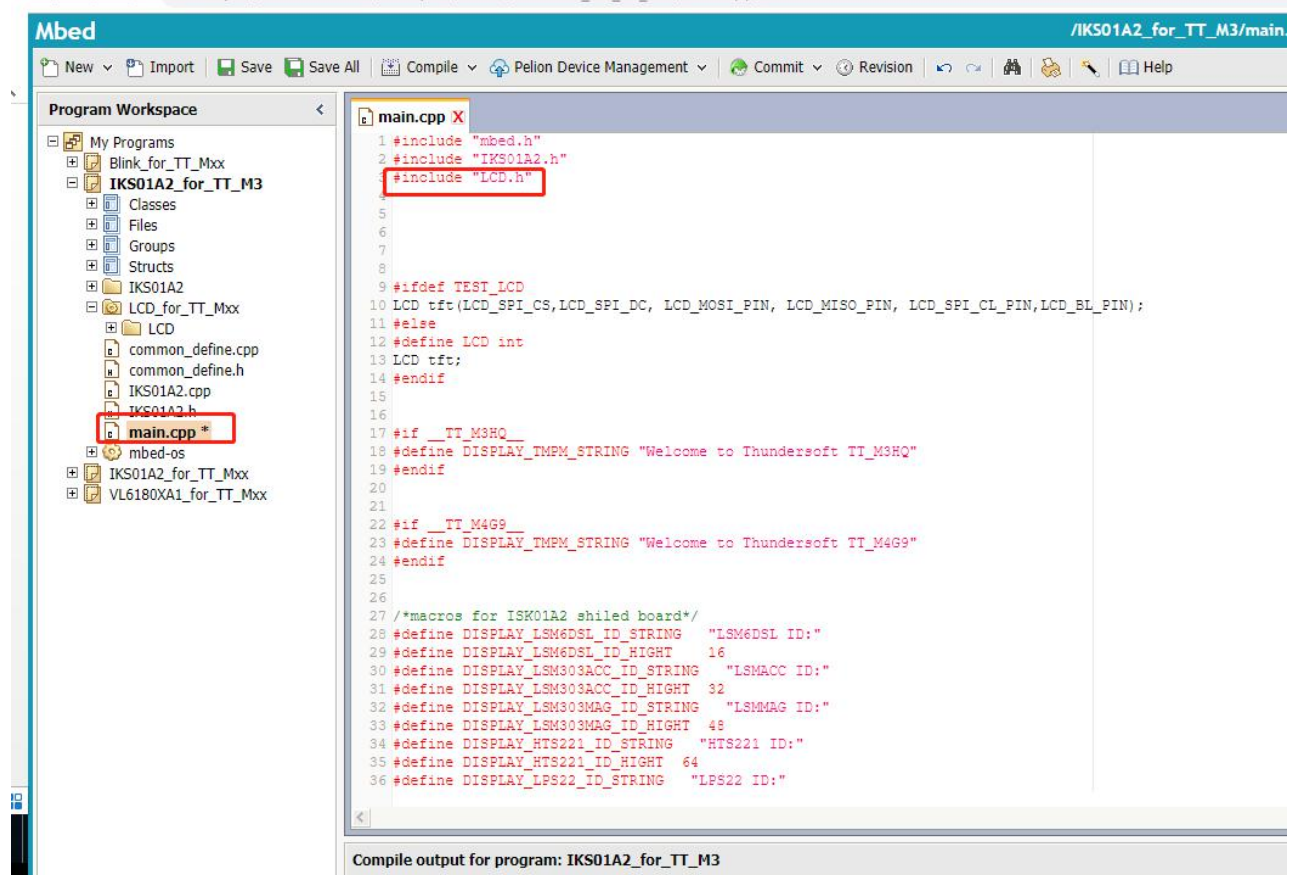 Mbed
/IKS01A2_for_TT_M3/main.
New Import Save Save All Compile Pelion Device Management Commit Revision Help
Program Workspace <
My Programs
Blink_for_TT_Mxx
IKS01A2_for_TT_M3
Classes
Files
Groups
Structs
IKS01A2
LCD_for_TT_Mxx
LCD
common_define.cpp
common_define.h
IKS01A2.cpp
IKS01A2.h
main.cpp *
mbed-os
IKS01A2_for_TT_Mxx
VL6180XA1_for_TT_Mxx
main.cpp X
1 #include "mbed.h"
2 #include "IKS01A2.h"
3 #include "LCD.h"
4
5
6
7
8
9 #ifdef TEST_LCD
10 LCD tft(LCD_SPI_CS,LCD_SPI_DC, LCD_MOSI_PIN, LCD_MISO_PIN, LCD_SPI_CL_PIN,LCD_BL_PIN);
11 #else
12 #define LCD int
13 LCD tft;
14 #endif
15
16
17 #if __TT_M3HQ__
18 #define DISPLAY_TMPM_STRING "Welcome to Thundersoft TT_M3HQ"
19 #endif
20
21
22 #if __TT_M4G9__
23 #define DISPLAY_TMPM_STRING "Welcome to Thundersoft TT_M4G9"
24 #endif
25
26
27 /*macros for ISK01A2 shiled board*/
28 #define DISPLAY_LSM6DSL_ID_STRING "LSM6DSL ID:"
29 #define DISPLAY_LSM6DSL_ID_HIGHT 16
30 #define DISPLAY_LSM303ACC_ID_STRING "LSMACC ID:"
31 #define DISPLAY_LSM303ACC_ID_HIGHT 32
32 #define DISPLAY_LSM303MAG_ID_STRING "LSMMAG ID:"
33 #define DISPLAY_LSM303MAG_ID_HIGHT 48
34 #define DISPLAY_HTS221_ID_STRING "HTS221 ID:"
35 #define DISPLAY_HTS221_ID_HIGHT 64
36 #define DISPLAY_LPS22_ID_STRING "LPS22 ID:"
Compile output for program: IKS01A2_for_TT_M3